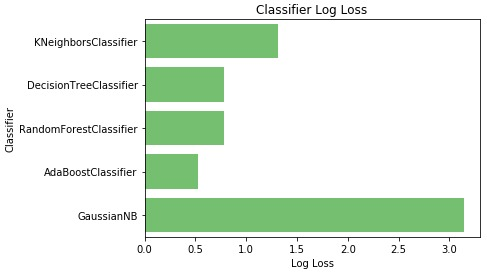 Classifier Log Loss
Classifier
KNeighborsClassifier
DecisionTreeClassifier
RandomForestClassifier
AdaBoostClassifier
GaussianNB
0.0 0.5 1.0 1.5 2.0 2.5 3.0
Log Loss